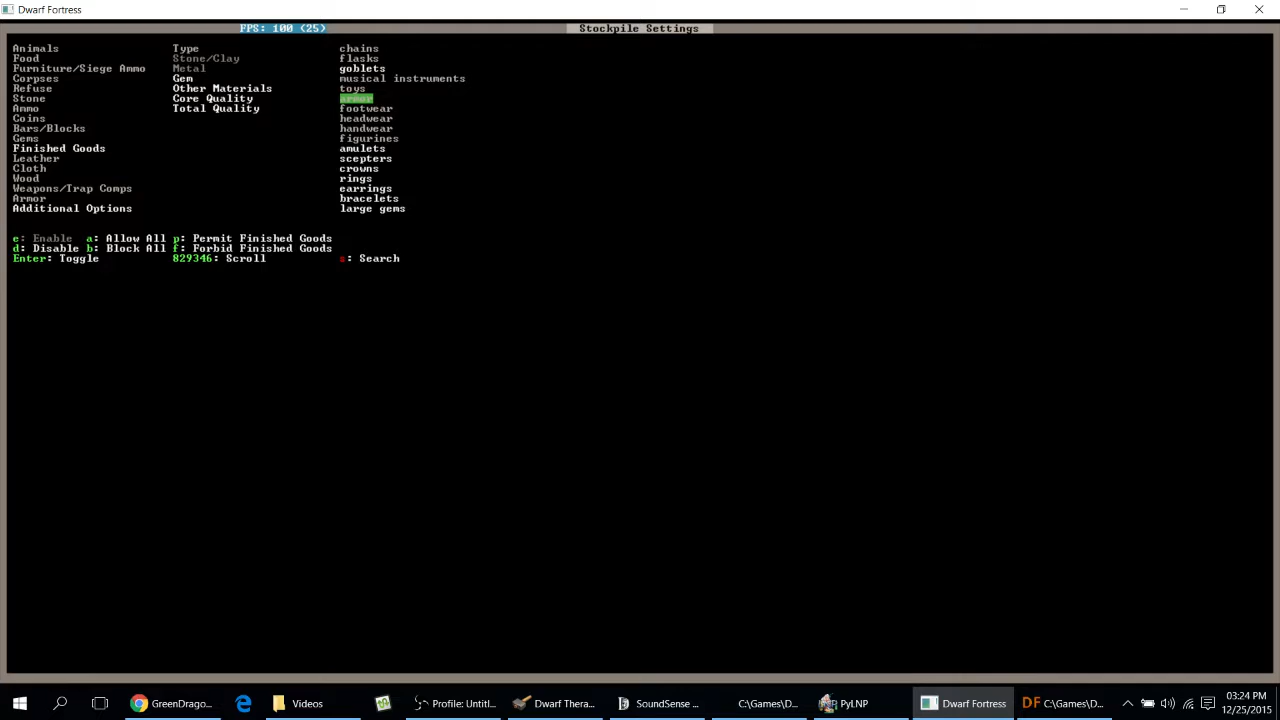 Dwarf Fortress
FPS: 100 (25) Stockpile Settings
Animals Type chains
Food Stone/Clay flasks
Furniture/Siege Ammo Metal goblets
Corpses Gem musical instruments
Refuse Other Materials toys
Stone Core Quality armor
Ammo Total Quality footwear
Coins headwear
Bars/Blocks handwear
Gems figurines
Finished Goods amulets
Leather scepters
Cloth crowns
Wood rings
Weapons/Trap Comps earrings
Armor bracelets
Additional Options large gems
e: Enable a: Allow All p: Permit Finished Goods
d: Disable b: Block All f: Forbid Finished Goods
Enter: Toggle 829346: Scroll s: Search
GreenDrago... Videos Profile: Untitl... Dwarf Thera... SoundSense ... C:\Games\D... PyLNP Dwarf Fortress DF C:\Games\D... 03:24 PM
12/25/2015